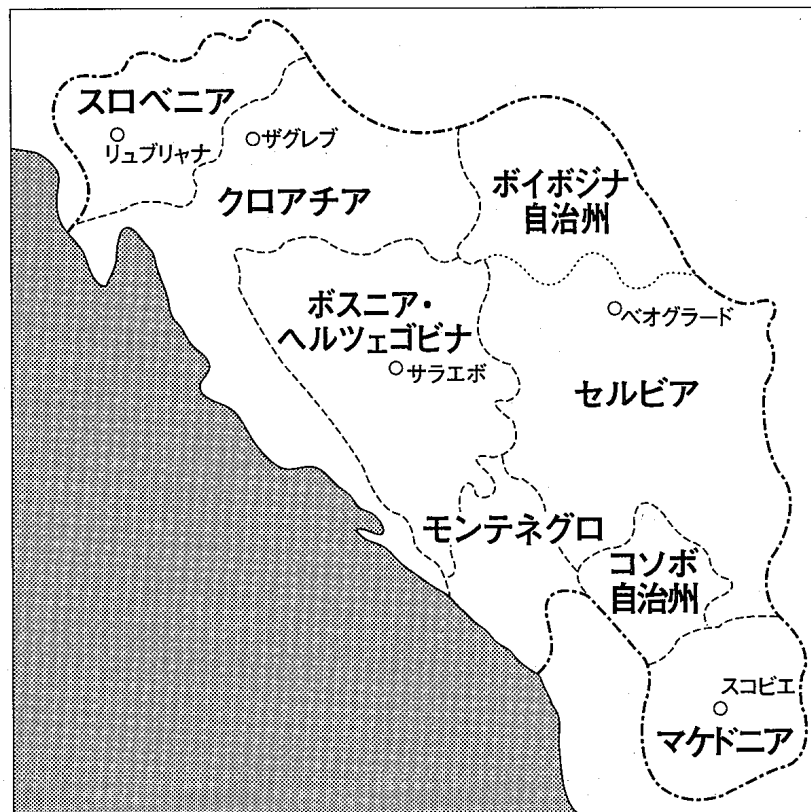 スロベニア
リュブリャナ
ザグレブ
クロアチア
ボイボジナ
自治州
ボスニア・
ヘルツェゴビナ
サラエボ
ベオグラード
セルビア
モンテネグロ
コソボ
自治州
スコピエ
マケドニア